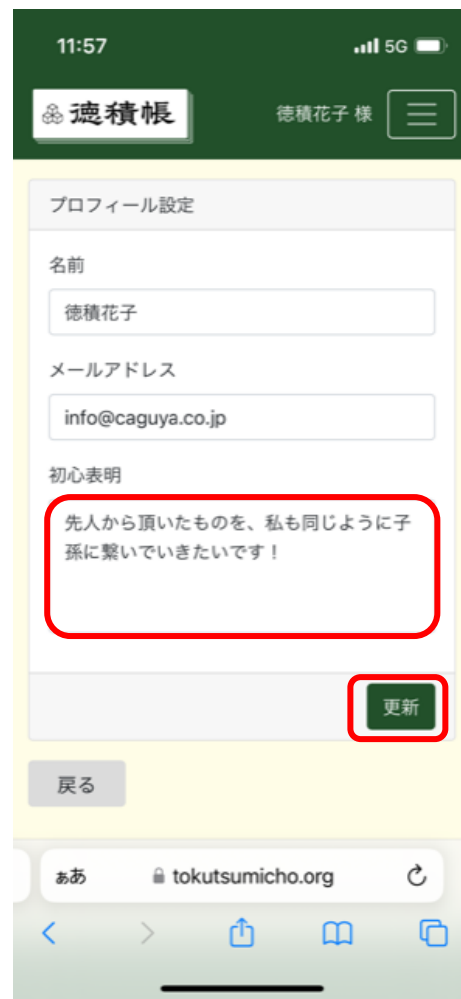 11:57
5G
徳積帳
徳積花子 様
プロフィール設定
名前
徳積花子
メールアドレス
info@caguya.co.jp
初心表明
先人から頂いたものを、私も同じように子
孫に繋いでいきたいです！
更新
戻る
ぁあ
tokutsumicho.org